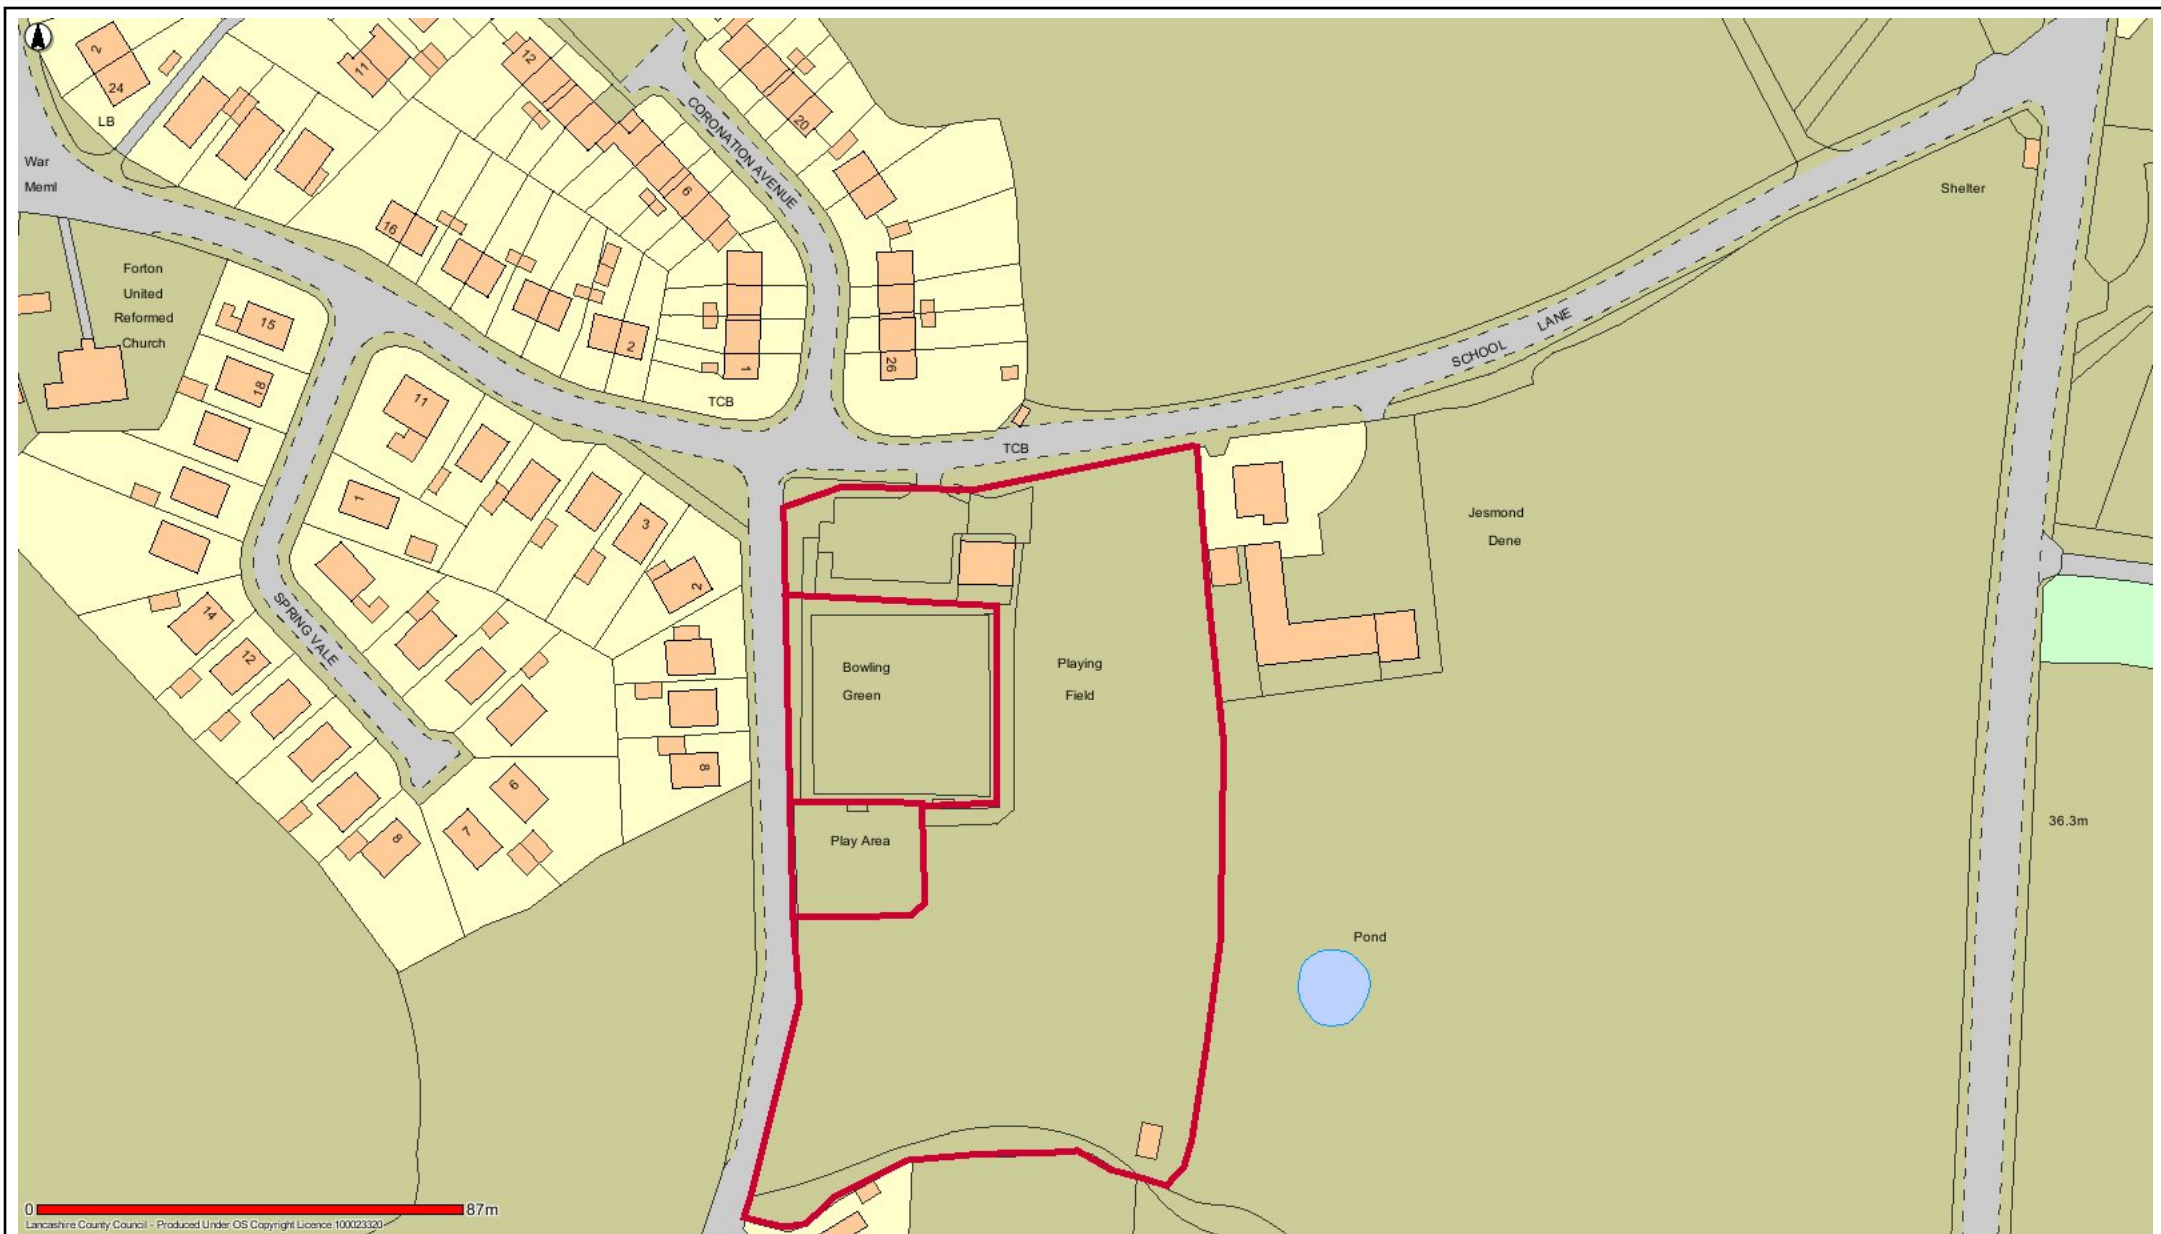 2
24
LB
11
12
20
CORONATION AVENUE
War
Meml
6
Shelter
16
Forton
United
Reformed
Church
15
2
1
26
LANE
SCHOOL
18
11
TCB
TCB
1
3
2
Jesmond
Dene
14
SPRING VALE
12
Bowling
Green
Playing
Field
8
6
7
8
Play Area
36.3m
Pond
0
87m
Lancashire County Council - Produced Under OS Copyright Licence 100023320